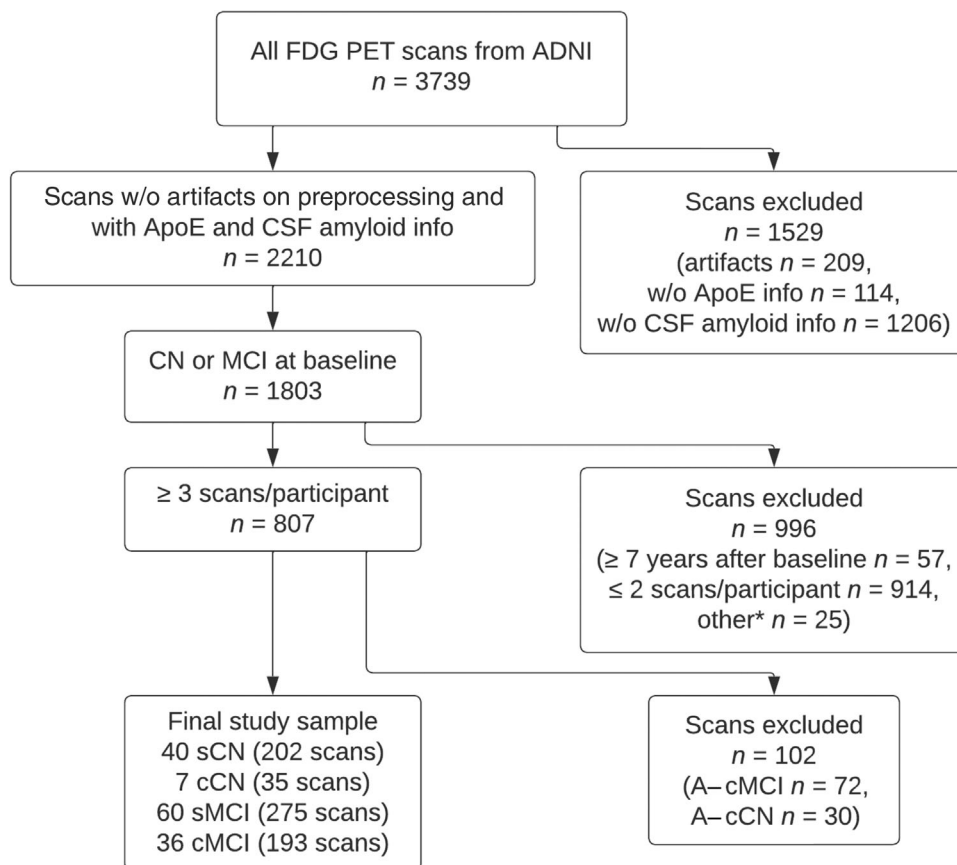 All FDG PET scans from ADNI
n = 3739
Scans w/o artifacts on preprocessing and
with ApoE and CSF amyloid info
n = 2210
Scans excluded
n = 1529
(artifacts n = 209,
w/o ApoE info n = 114,
w/o CSF amyloid info n = 1206)
CN or MCI at baseline
n = 1803
≥ 3 scans/participant
n = 807
Scans excluded
n = 996
(≥ 7 years after baseline n = 57,
≤ 2 scans/participant n = 914,
other* n = 25)
Final study sample
40 sCN (202 scans)
7 cCN (35 scans)
60 sMCI (275 scans)
36 cMCI (193 scans)
Scans excluded
n = 102
(A– cMCI n = 72,
A– cCN n = 30)